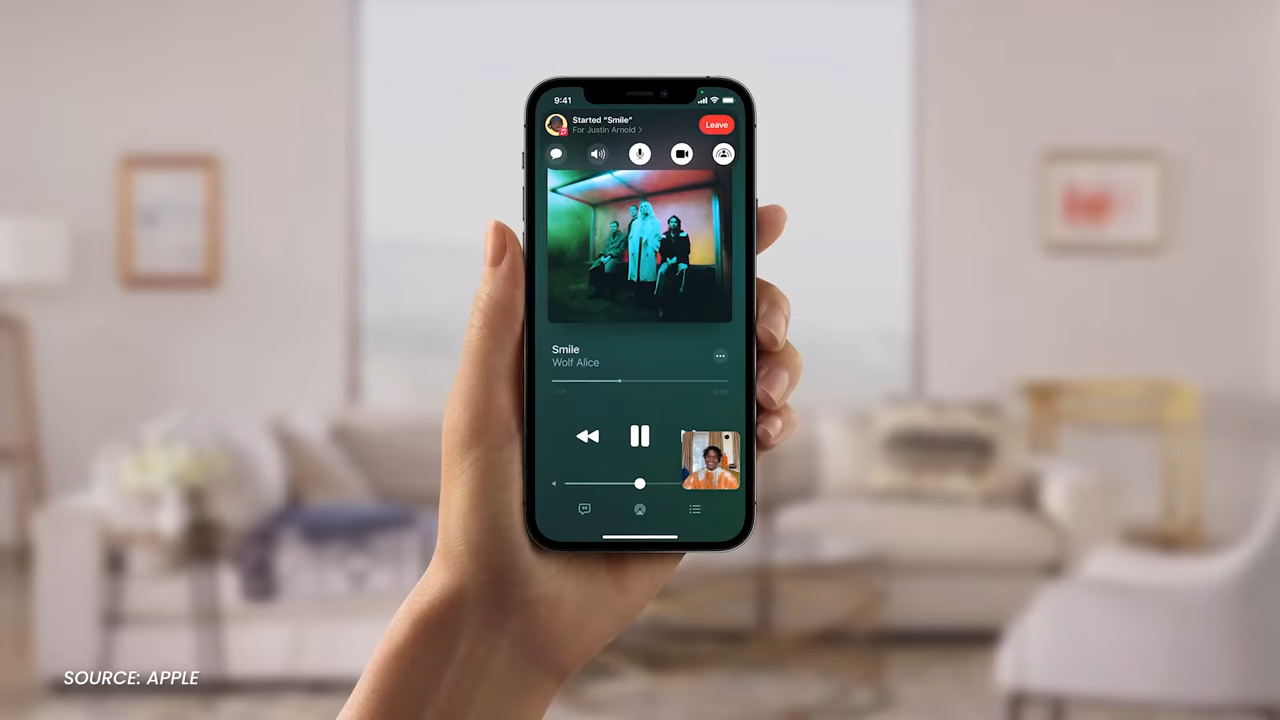 9:41
Started "Smile"
For Justin Arnold >
Leave
Smile
Wolf Alice
SOURCE: APPLE